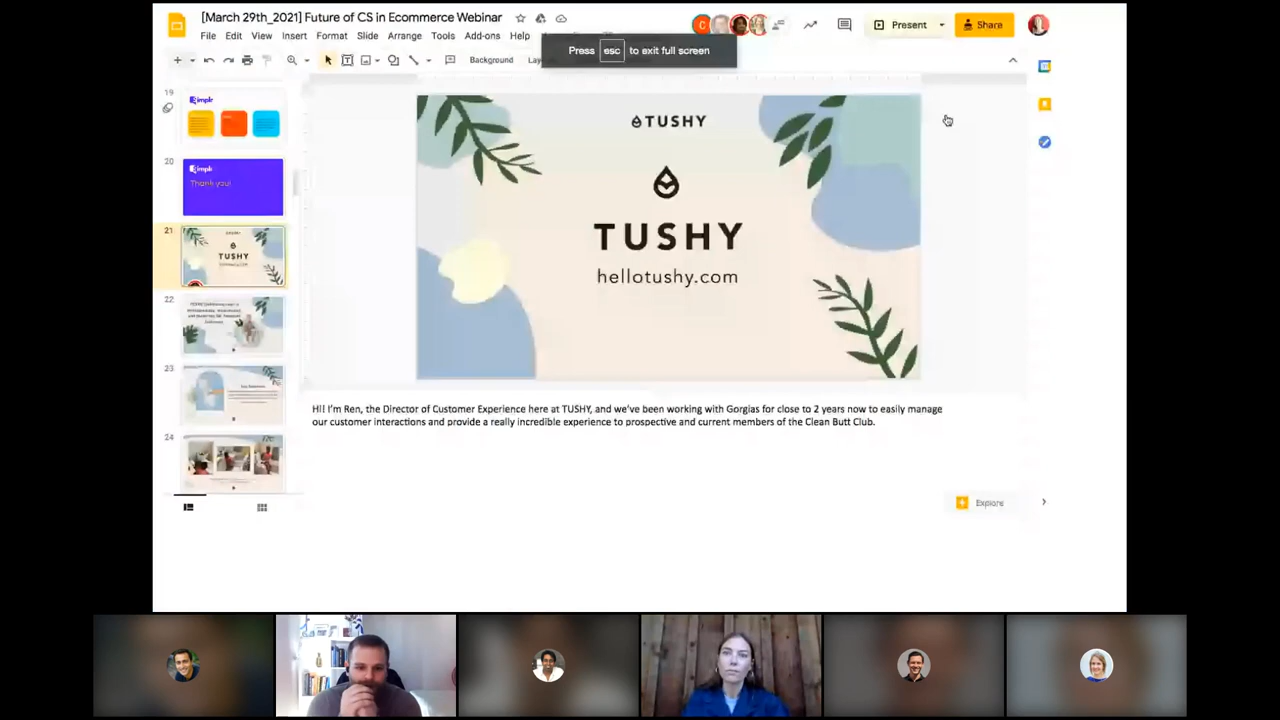 [March 29th_2021] Future of CS in Ecommerce Webinar
File Edit View Insert Format Slide Arrange Tools Add-ons Help
Present
Share
Press esc to exit full screen
Background
19
20
Thank you!
21
TUSHY
22
23
24
TUSHY
TUSHY
hellotushy.com
Hi! I'm Ren, the Director of Customer Experience here at TUSHY, and we've been working with Gorgias for close to 2 years now to easily manage
our customer interactions and provide a really incredible experience to prospective and current members of the Clean Butt Club.
Explore